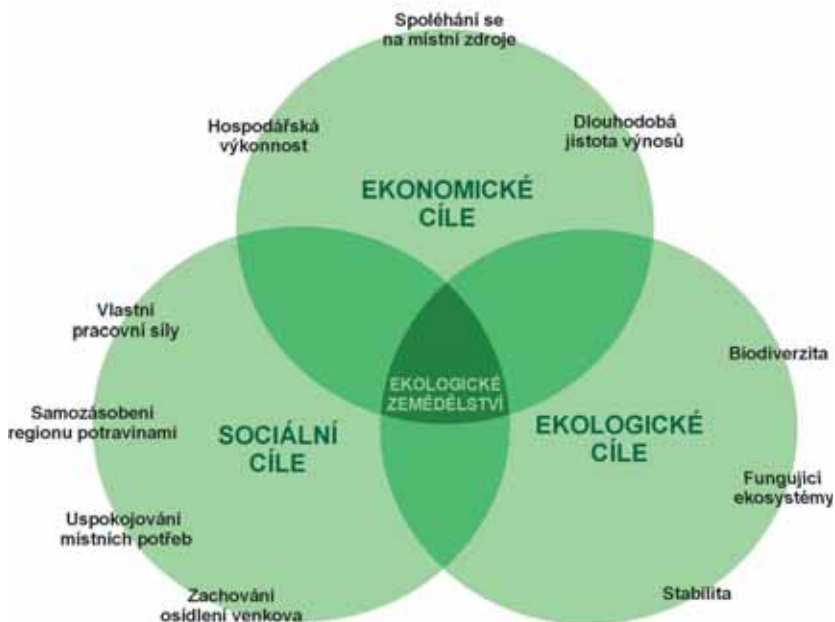 Spoléhání se
na místní zdroje
Hospodářská
výkonnost
Dlouhodobá
jistota výnosů
EKONOMICKÉ
CÍLE
Vlastní
pracovní síly
Samozásobení
regionu potravinami
Uspokojování
místních potřeb
Zachování
osídlení venkova
SOCIÁLNÍ
CÍLE
EKOLOGICKÉ
ZEMĚDĚLSTVÍ
EKOLOGICKÉ
CÍLE
Biodiverzita
Fungující
ekosystémy
Stabilita